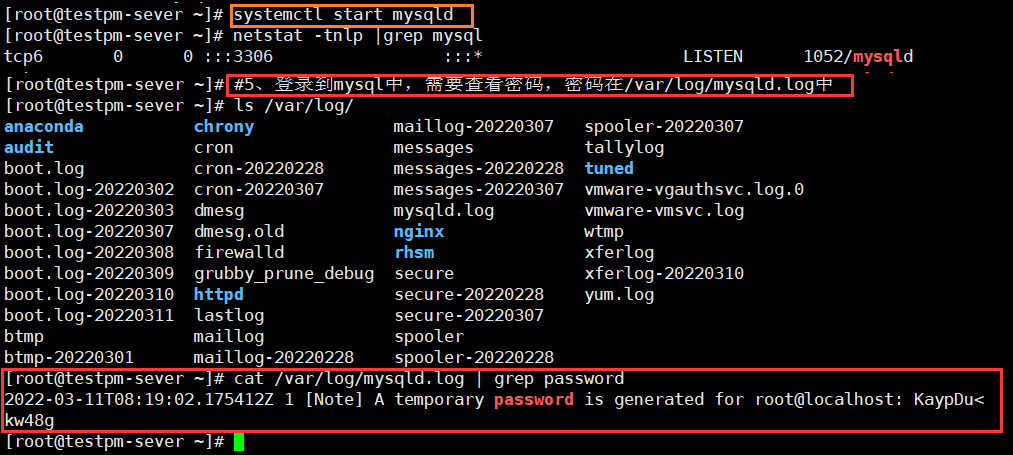 [root@testpm-sever ~]# systemctl start mysqld
[root@testpm-sever ~]# netstat -tnlp |grep mysql
tcp6       0      0 :::3306                 :::*                    LISTEN      1052/mysqld
[root@testpm-sever ~]# #5、登录到mysql中，需要查看密码，密码在/var/log/mysqld.log中
[root@testpm-sever ~]# ls /var/log/
anaconda           chrony              maillog-20220307   spooler-20220307
audit              cron                messages           tallylog
boot.log           cron-20220228       messages-20220228  tuned
boot.log-20220302  cron-20220307       messages-20220307  vmware-vgauthsvc.log.0
boot.log-20220303  dmesg               mysqld.log         vmware-vmsvc.log
boot.log-20220307  dmesg.old           nginx              wtmp
boot.log-20220308  firewalld           rhsm               xferlog
boot.log-20220309  grubby_prune_debug  secure             xferlog-20220310
boot.log-20220310  httpd               secure-20220228    yum.log
boot.log-20220311  lastlog             secure-20220307
btmp               maillog             spooler
btmp-20220301      maillog-20220228    spooler-20220228
[root@testpm-sever ~]# cat /var/log/mysqld.log | grep password
2022-03-11T08:19:02.175412Z 1 [Note] A temporary password is generated for root@localhost: KaypDu<
kw48g
[root@testpm-sever ~]#